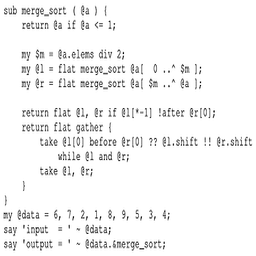 sub merge_sort ( @a ) {
    return @a if @a <= 1;

    my $m = @a.elems div 2;
    my @l = flat merge_sort @a[  0 ..^ $m ];
    my @r = flat merge_sort @a[ $m ..^ @a ];

    return flat @l, @r if @l[*-1] !after @r[0];
    return flat gather {
        take @l[0] before @r[0] ?? @l.shift !! @r.shift
            while @l and @r;
        take @l, @r;
    }
}
my @data = 6, 7, 2, 1, 8, 9, 5, 3, 4;
say 'input  = ' ~ @data;
say 'output = ' ~ @data.&merge_sort;